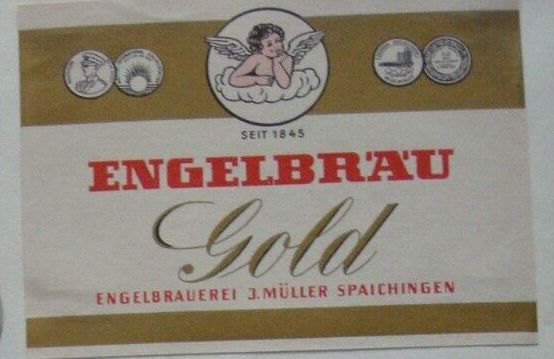 SEIT 1845
ENGELBRÄU
Gold
ENGELBRAUEREI J.MÜLLER SPAICHINGEN